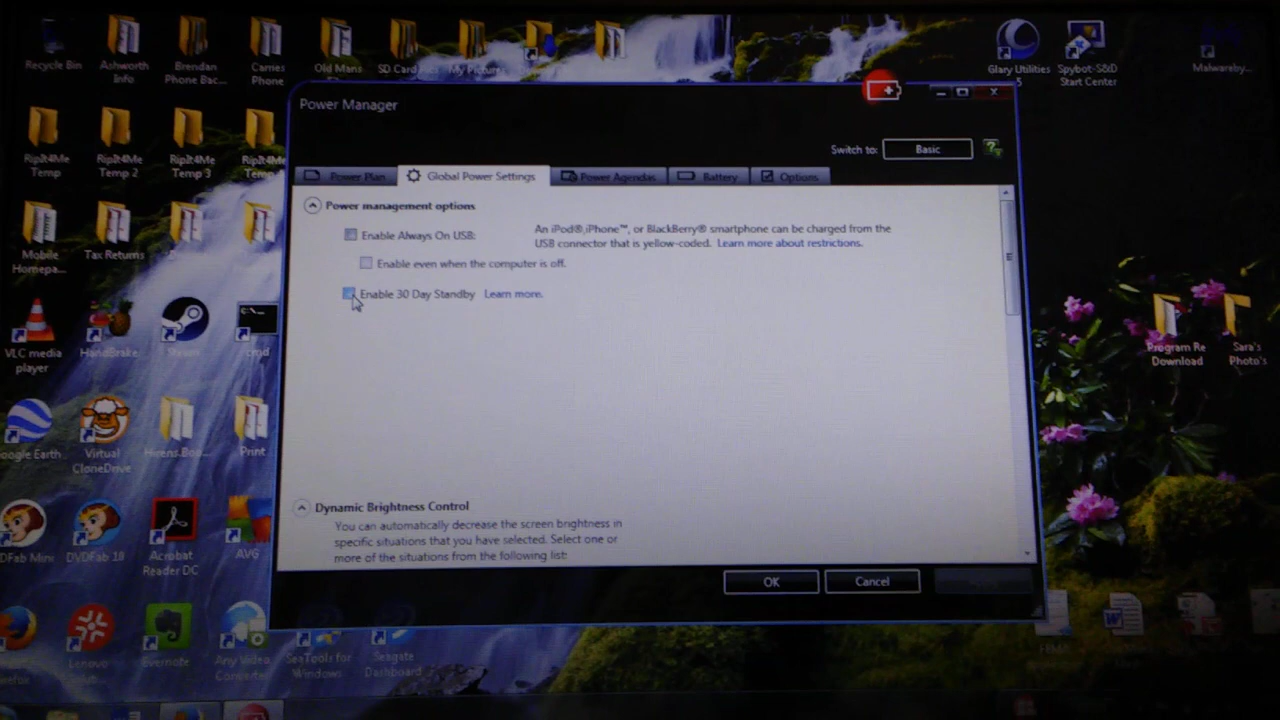 Recycle Bin
Ashworth
Info
Brendan
Phone Bac...
Carries
Phone
Old Mans
SD Card Pics
My Pictures
Glary Utilities
5
Spybot-S&D
Start Center
Malwareby...
Power Manager
Switch to:
Basic
Power Plan
Global Power Settings
Power Agendas
Battery
Options
Power management options
Enable Always On USB:
An iPod®,iPhone™, or BlackBerry® smartphone can be charged from the
USB connector that is yellow-coded. Learn more about restrictions.
Enable even when the computer is off.
Enable 30 Day Standby Learn more.
Dynamic Brightness Control
You can automatically decrease the screen brightness in
specific situations that you have selected. Select one or
more of the situations from the following list:
OK
Cancel
RipIt4Me
Temp
RipIt4Me
Temp 2
RipIt4Me
Temp 3
RipIt4Me
Mobile
Homepa...
Tax Returns
VLC media
player
HandBrake
Steam
cmd
Program Re
Download
Sara's
Photo's
oogle Earth
Virtual
CloneDrive
Hirens.Boo...
Print
DFab Mini
DVDFab 10
Acrobat
Reader DC
AVG
refox
Lenovo
Evernote
Any Video
Converte...
SeaTools for
Windows
Seagate
Dashboard